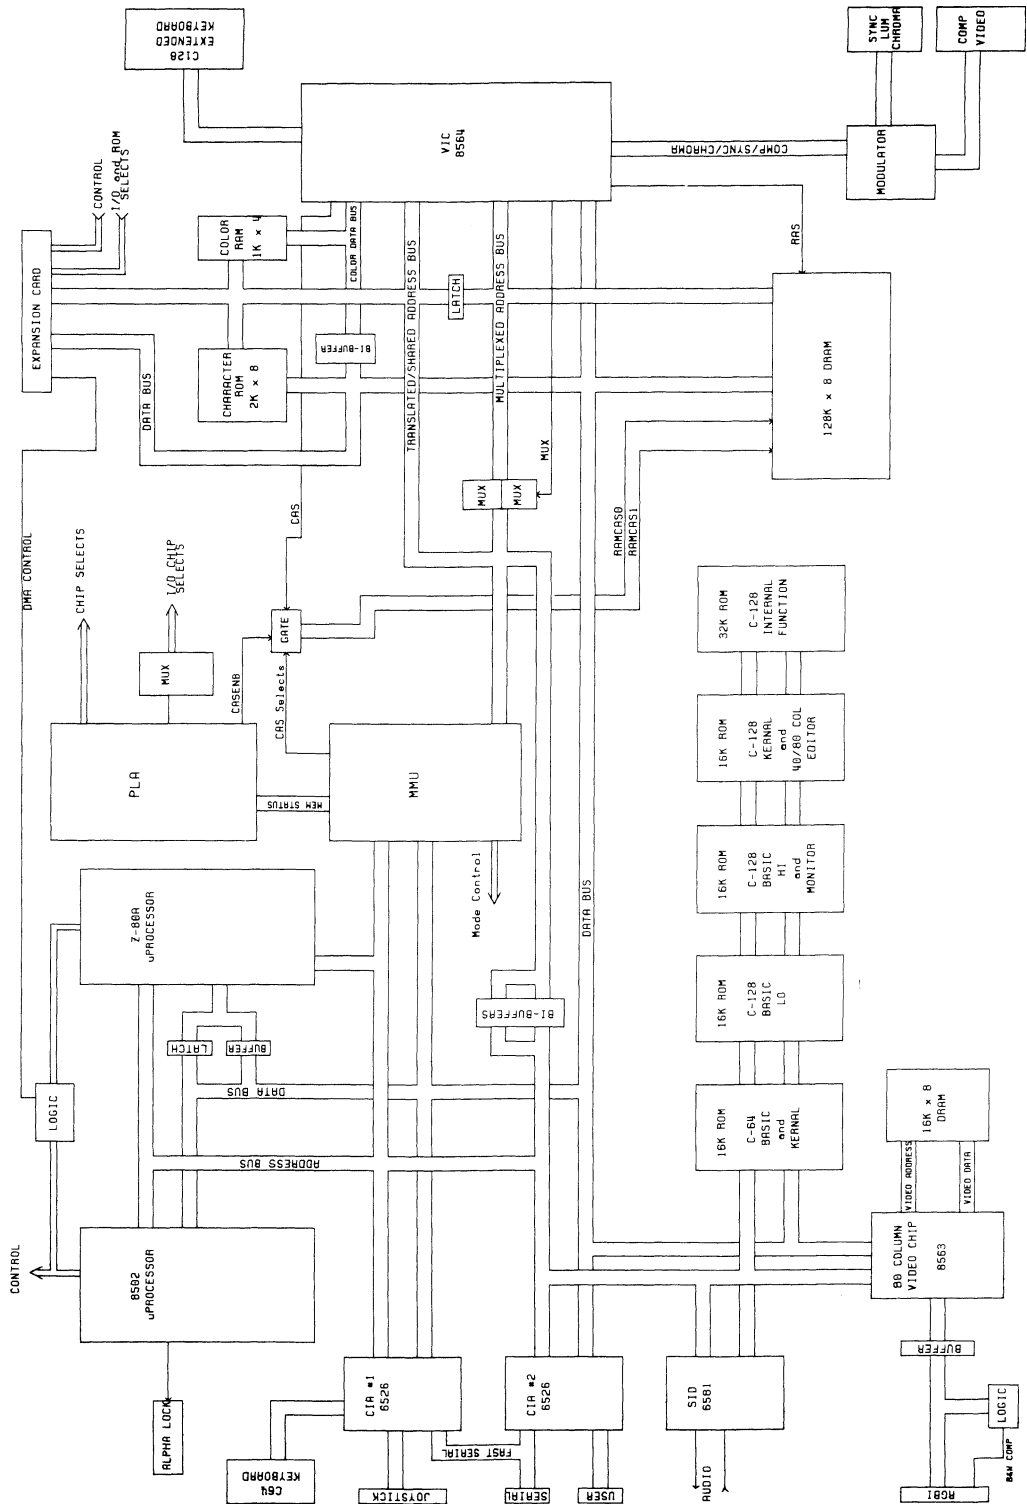 C128
EXTENDED
KEYBOARD
EXPANSION CARD
CONTROL
I/O and ROM
SELECTS
SYNC
LUM
CHROMA
COMP
VIDEO
VIC
8564
COLOR
RAM
1K × 4
COLOR DATA BUS
COMP/SYNC/CHROMA
MODULATOR
RAS
LATCH
CHARACTER
ROM
2K × 8
BI-BUFFER
DATA BUS
TRANSLATED/SHARED ADDRESS BUS
MULTIPLEXED ADDRESS BUS
128K × 8 DRAM
DMA CONTROL
CHIP SELECTS
I/O CHIP
SELECTS
MUX
CAS
MUX
MUX
MUX
RAMCAS0
RAMCAS1
GATE
CASENB
CAS Selects
PLA
MEM STATUS
MMU
Mode Control
DATA BUS
32K ROM
C-128
INTERNAL
FUNCTION
16K ROM
C-128
KERNAL
and
40/80 COL
EDITOR
16K ROM
C-128
BASIC
HI
and
MONITOR
16K ROM
C-128
BASIC
LO
16K ROM
C-64
BASIC
and
KERNAL
Z-80A
uPROCESSOR
LOGIC
LATCH
BUFFER
DATA BUS
BI-BUFFERS
ADDRESS BUS
CONTROL
8502
uPROCESSOR
ALPHA LOCK
CIA #1
6526
CIA #2
6526
SID
6581
80 COLUMN
VIDEO CHIP
8563
VIDEO ADDRESS
VIDEO DATA
16K × 8
DRAM
C64
KEYBOARD
JOYSTICK
FAST SERIAL
SERIAL
USER
AUDIO
BUFFER
LOGIC
B&W COMP
RGBI